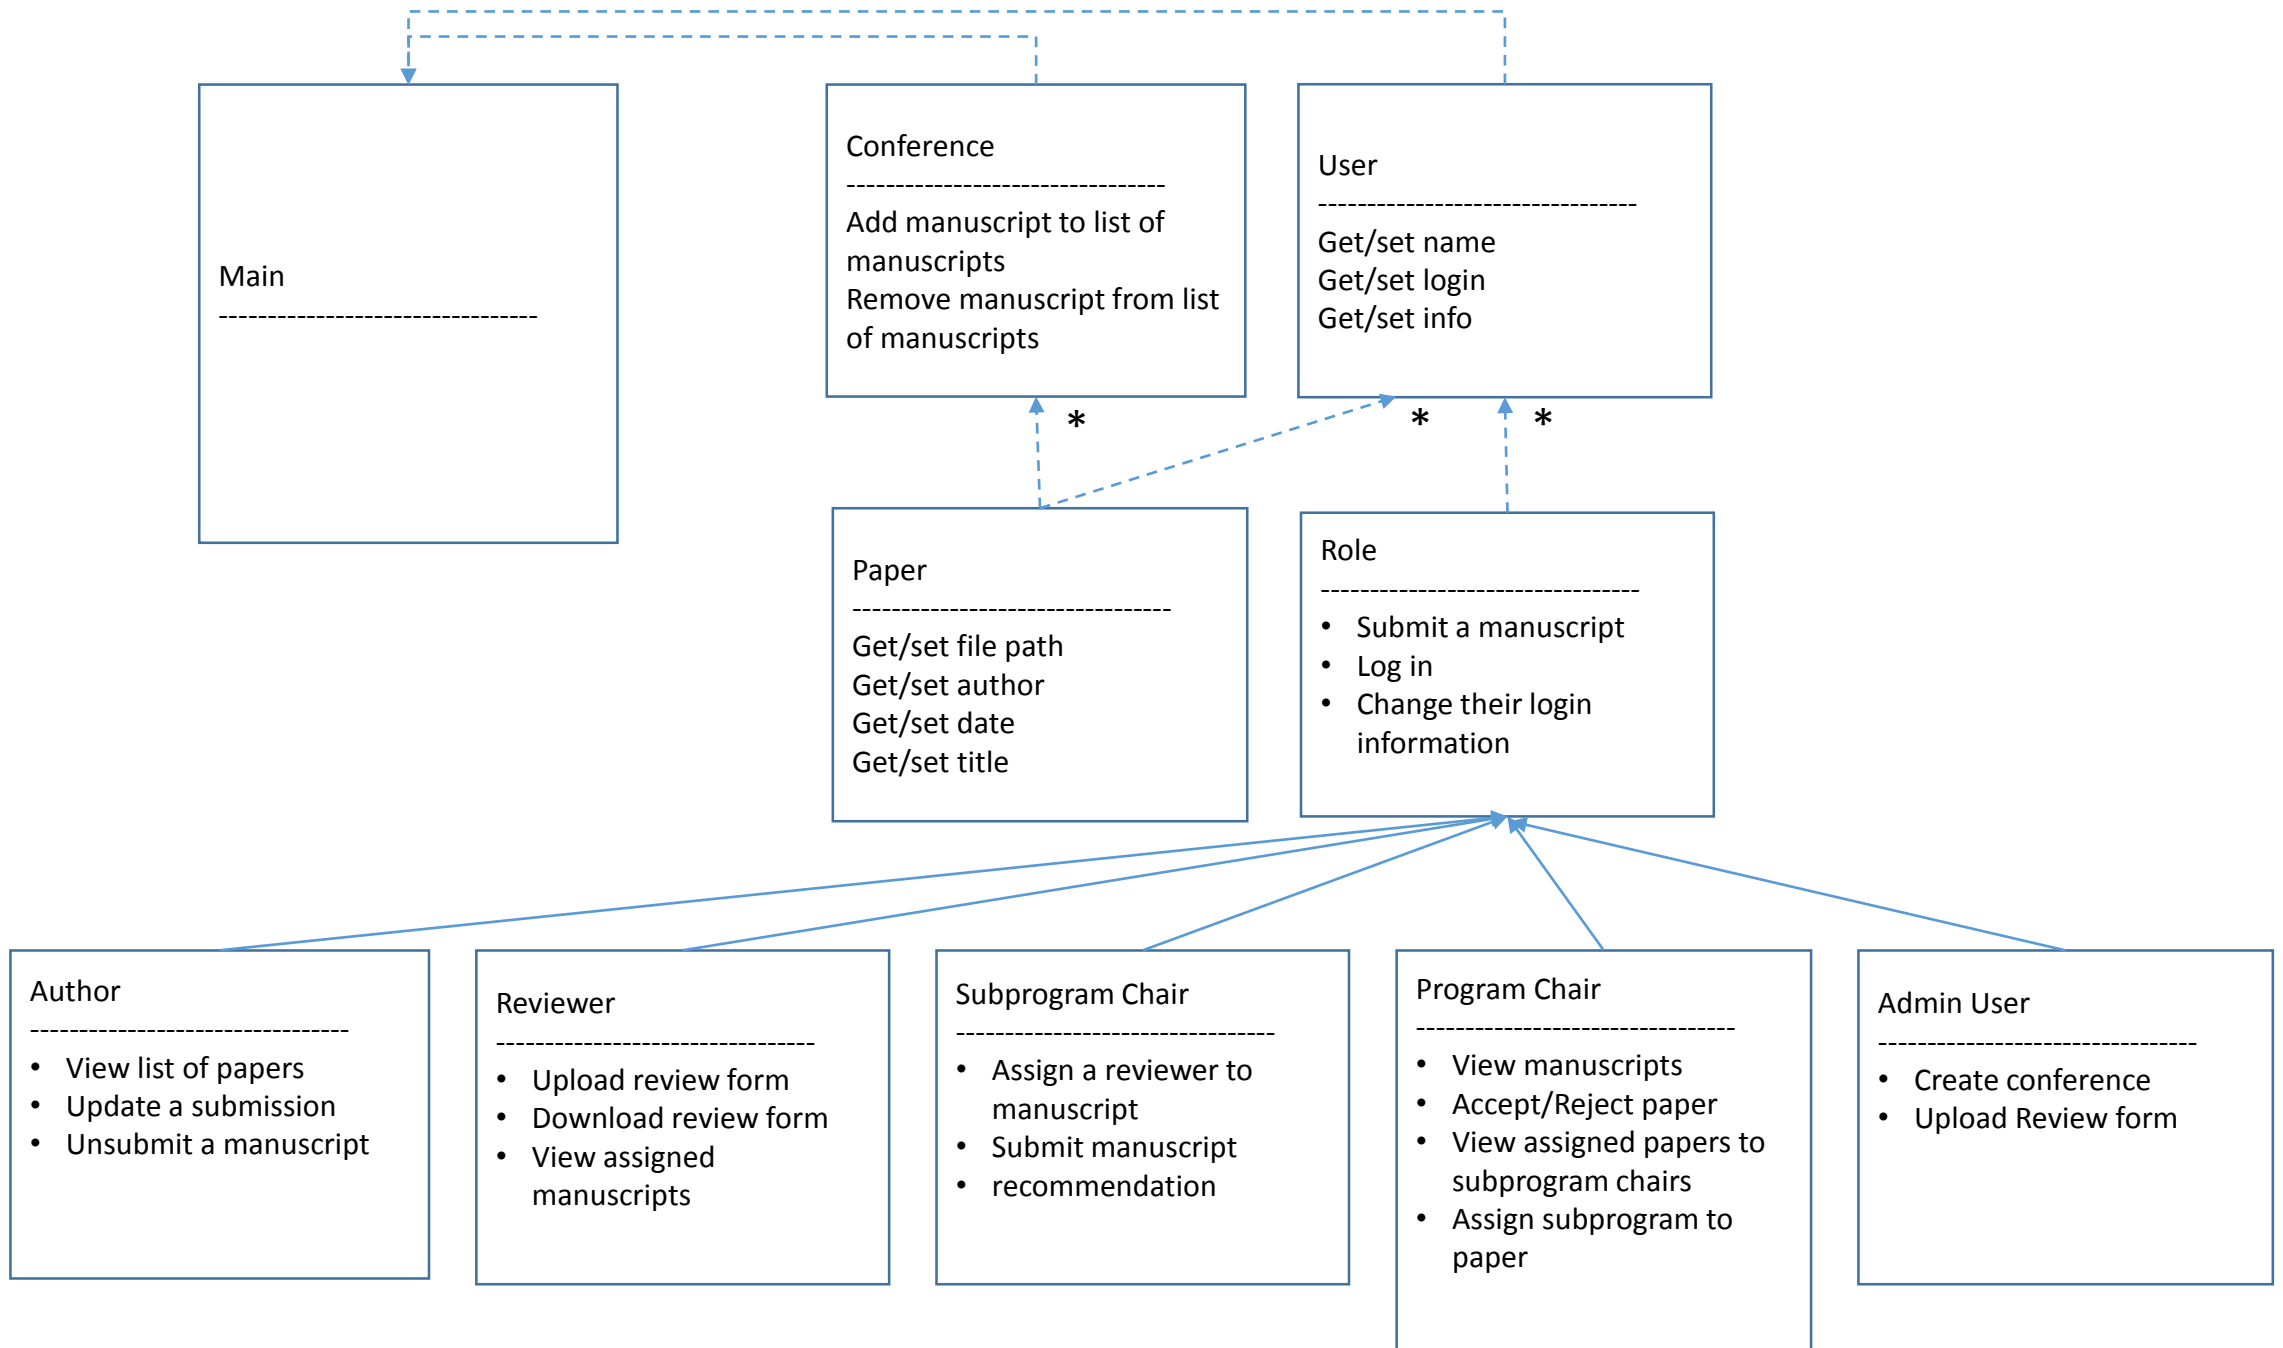 Main
---------------------------------
Conference
---------------------------------
Add manuscript to list of
manuscripts
Remove manuscript from list
of manuscripts
User
---------------------------------
Get/set name
Get/set login
Get/set info
*
*
*
Paper
---------------------------------
Get/set file path
Get/set author
Get/set date
Get/set title
Role
---------------------------------
• Submit a manuscript
• Log in
• Change their login
information
Author
---------------------------------
• View list of papers
• Update a submission
• Unsubmit a manuscript
Reviewer
---------------------------------
• Upload review form
• Download review form
• View assigned
manuscripts
Subprogram Chair
---------------------------------
• Assign a reviewer to
manuscript
• Submit manuscript
• recommendation
Program Chair
---------------------------------
• View manuscripts
• Accept/Reject paper
• View assigned papers to
subprogram chairs
• Assign subprogram to
paper
Admin User
---------------------------------
• Create conference
• Upload Review form